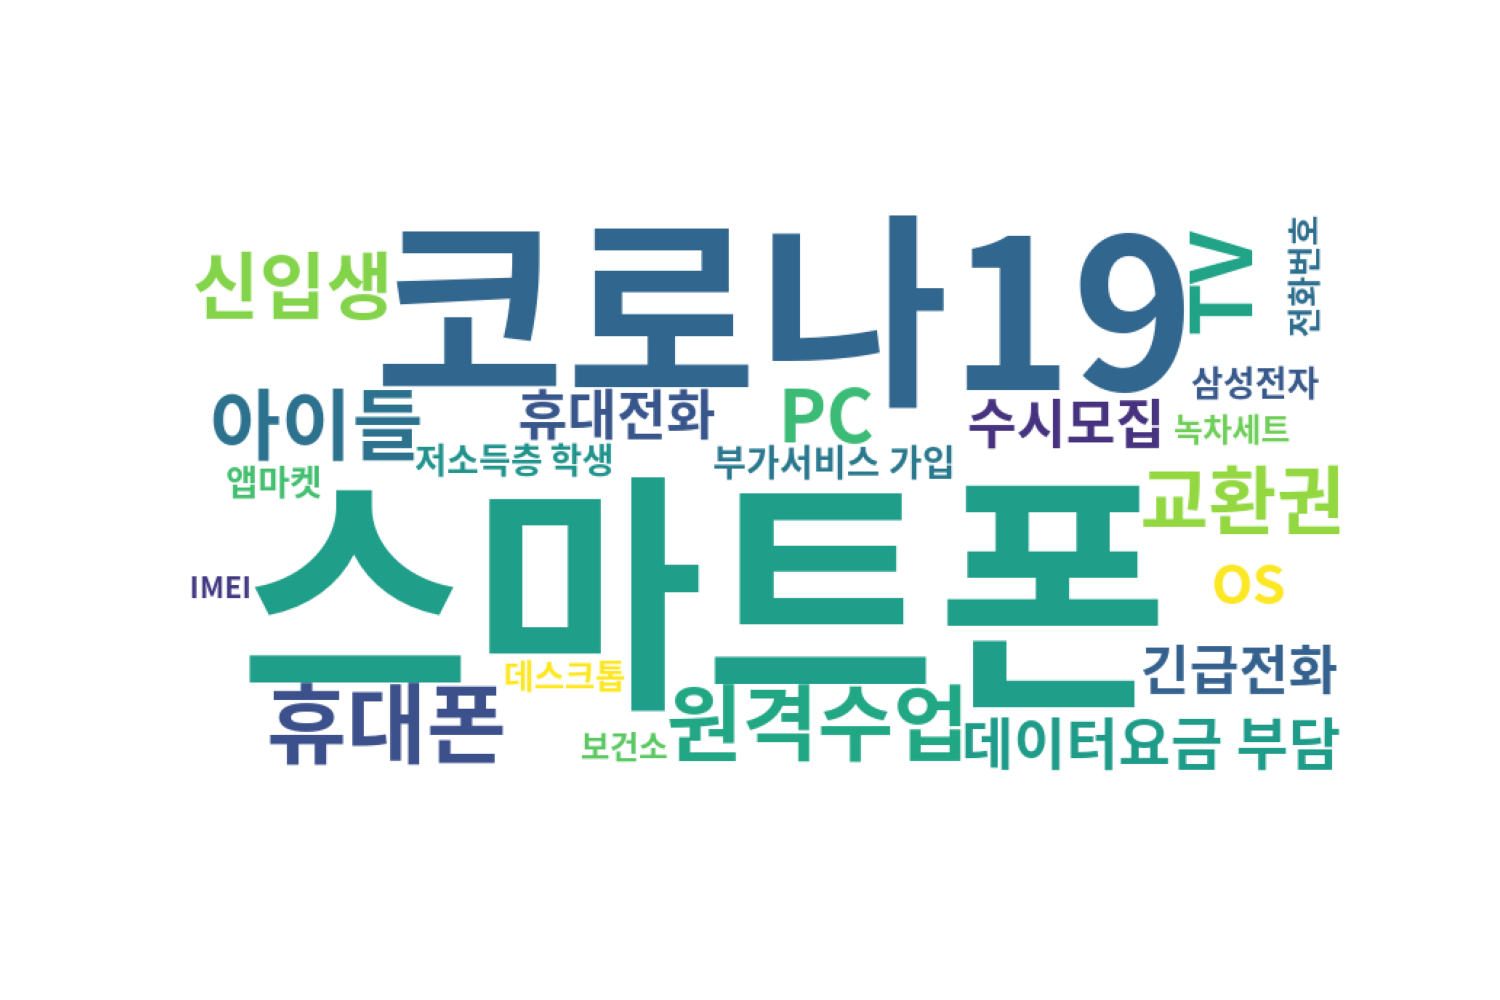 신입생
코로나19
TV
전화번호
아이들
휴대전화
PC
수시모집
삼성전자
녹차세트
앱마켓
저소득층 학생
부가서비스 가입
교환권
스마트폰
IMEI
OS
데스크톱
긴급전화
휴대폰
보건소
원격수업
데이터요금 부담